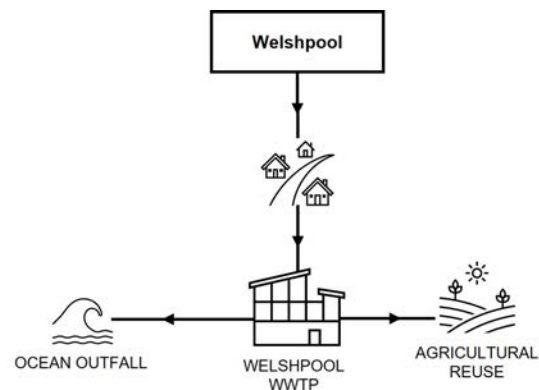 Welshpool
OCEAN OUTFALL
WELSHPOOL
WWTP
AGRICULTURAL
REUSE